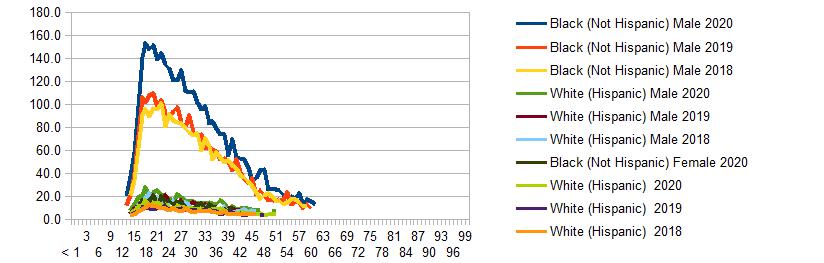 180.0
160.0
140.0
120.0
100.0
80.0
60.0
40.0
20.0
0.0
3 9 15 21 27 33 39 45 51 57 63 69 75 81 87 93 99
< 1 6 12 18 24 30 36 42 48 54 60 66 72 78 84 90 96
Black (Not Hispanic) Male 2020
Black (Not Hispanic) Male 2019
Black (Not Hispanic) Male 2018
White (Hispanic) Male 2020
White (Hispanic) Male 2019
White (Hispanic) Male 2018
Black (Not Hispanic) Female 2020
White (Hispanic) 2020
White (Hispanic) 2019
White (Hispanic) 2018